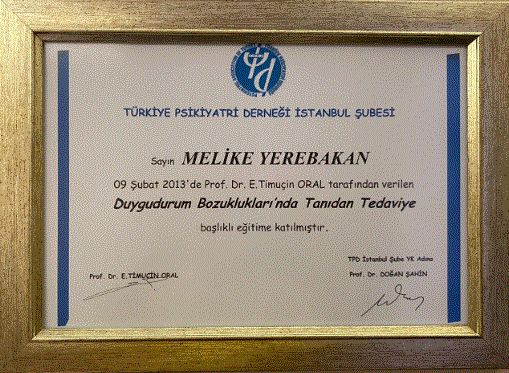 TÜRKİYE PSİKİYATRİ DERNEĞİ İSTANBUL ŞUBESİ
Sayın MELİKE YEREBAKAN
09 Şubat 2013'de Prof. Dr. E.Timuçin ORAL tarafından verilen
Duygudurum Bozuklukları'nda Tanıdan Tedaviye
başlıklı eğitime katılmıştır.
TPD İstanbul Şube YK Adına
Prof. Dr. E.TİMUÇİN ORAL
Prof. Dr. DOĞAN ŞAHİN